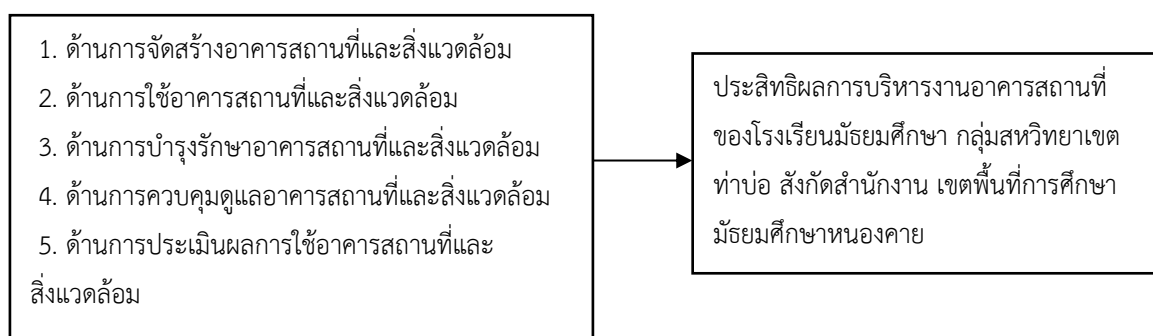 1. ด้านการจัดสร้างอาคารสถานที่และสิ่งแวดล้อม
2. ด้านการใช้อาคารสถานที่และสิ่งแวดล้อม
3. ด้านการบำรุงรักษาอาคารสถานที่และสิ่งแวดล้อม
4. ด้านการควบคุมดูแลอาคารสถานที่และสิ่งแวดล้อม
5. ด้านการประเมินผลการใช้อาคารสถานที่และ
สิ่งแวดล้อม
ประสิทธิผลการบริหารงานอาคารสถานที่
ของโรงเรียนมัธยมศึกษา กลุ่มสหวิทยาเขต
ท่าบ่อ สังกัดสำนักงาน เขตพื้นที่การศึกษา
มัธยมศึกษาหนองคาย